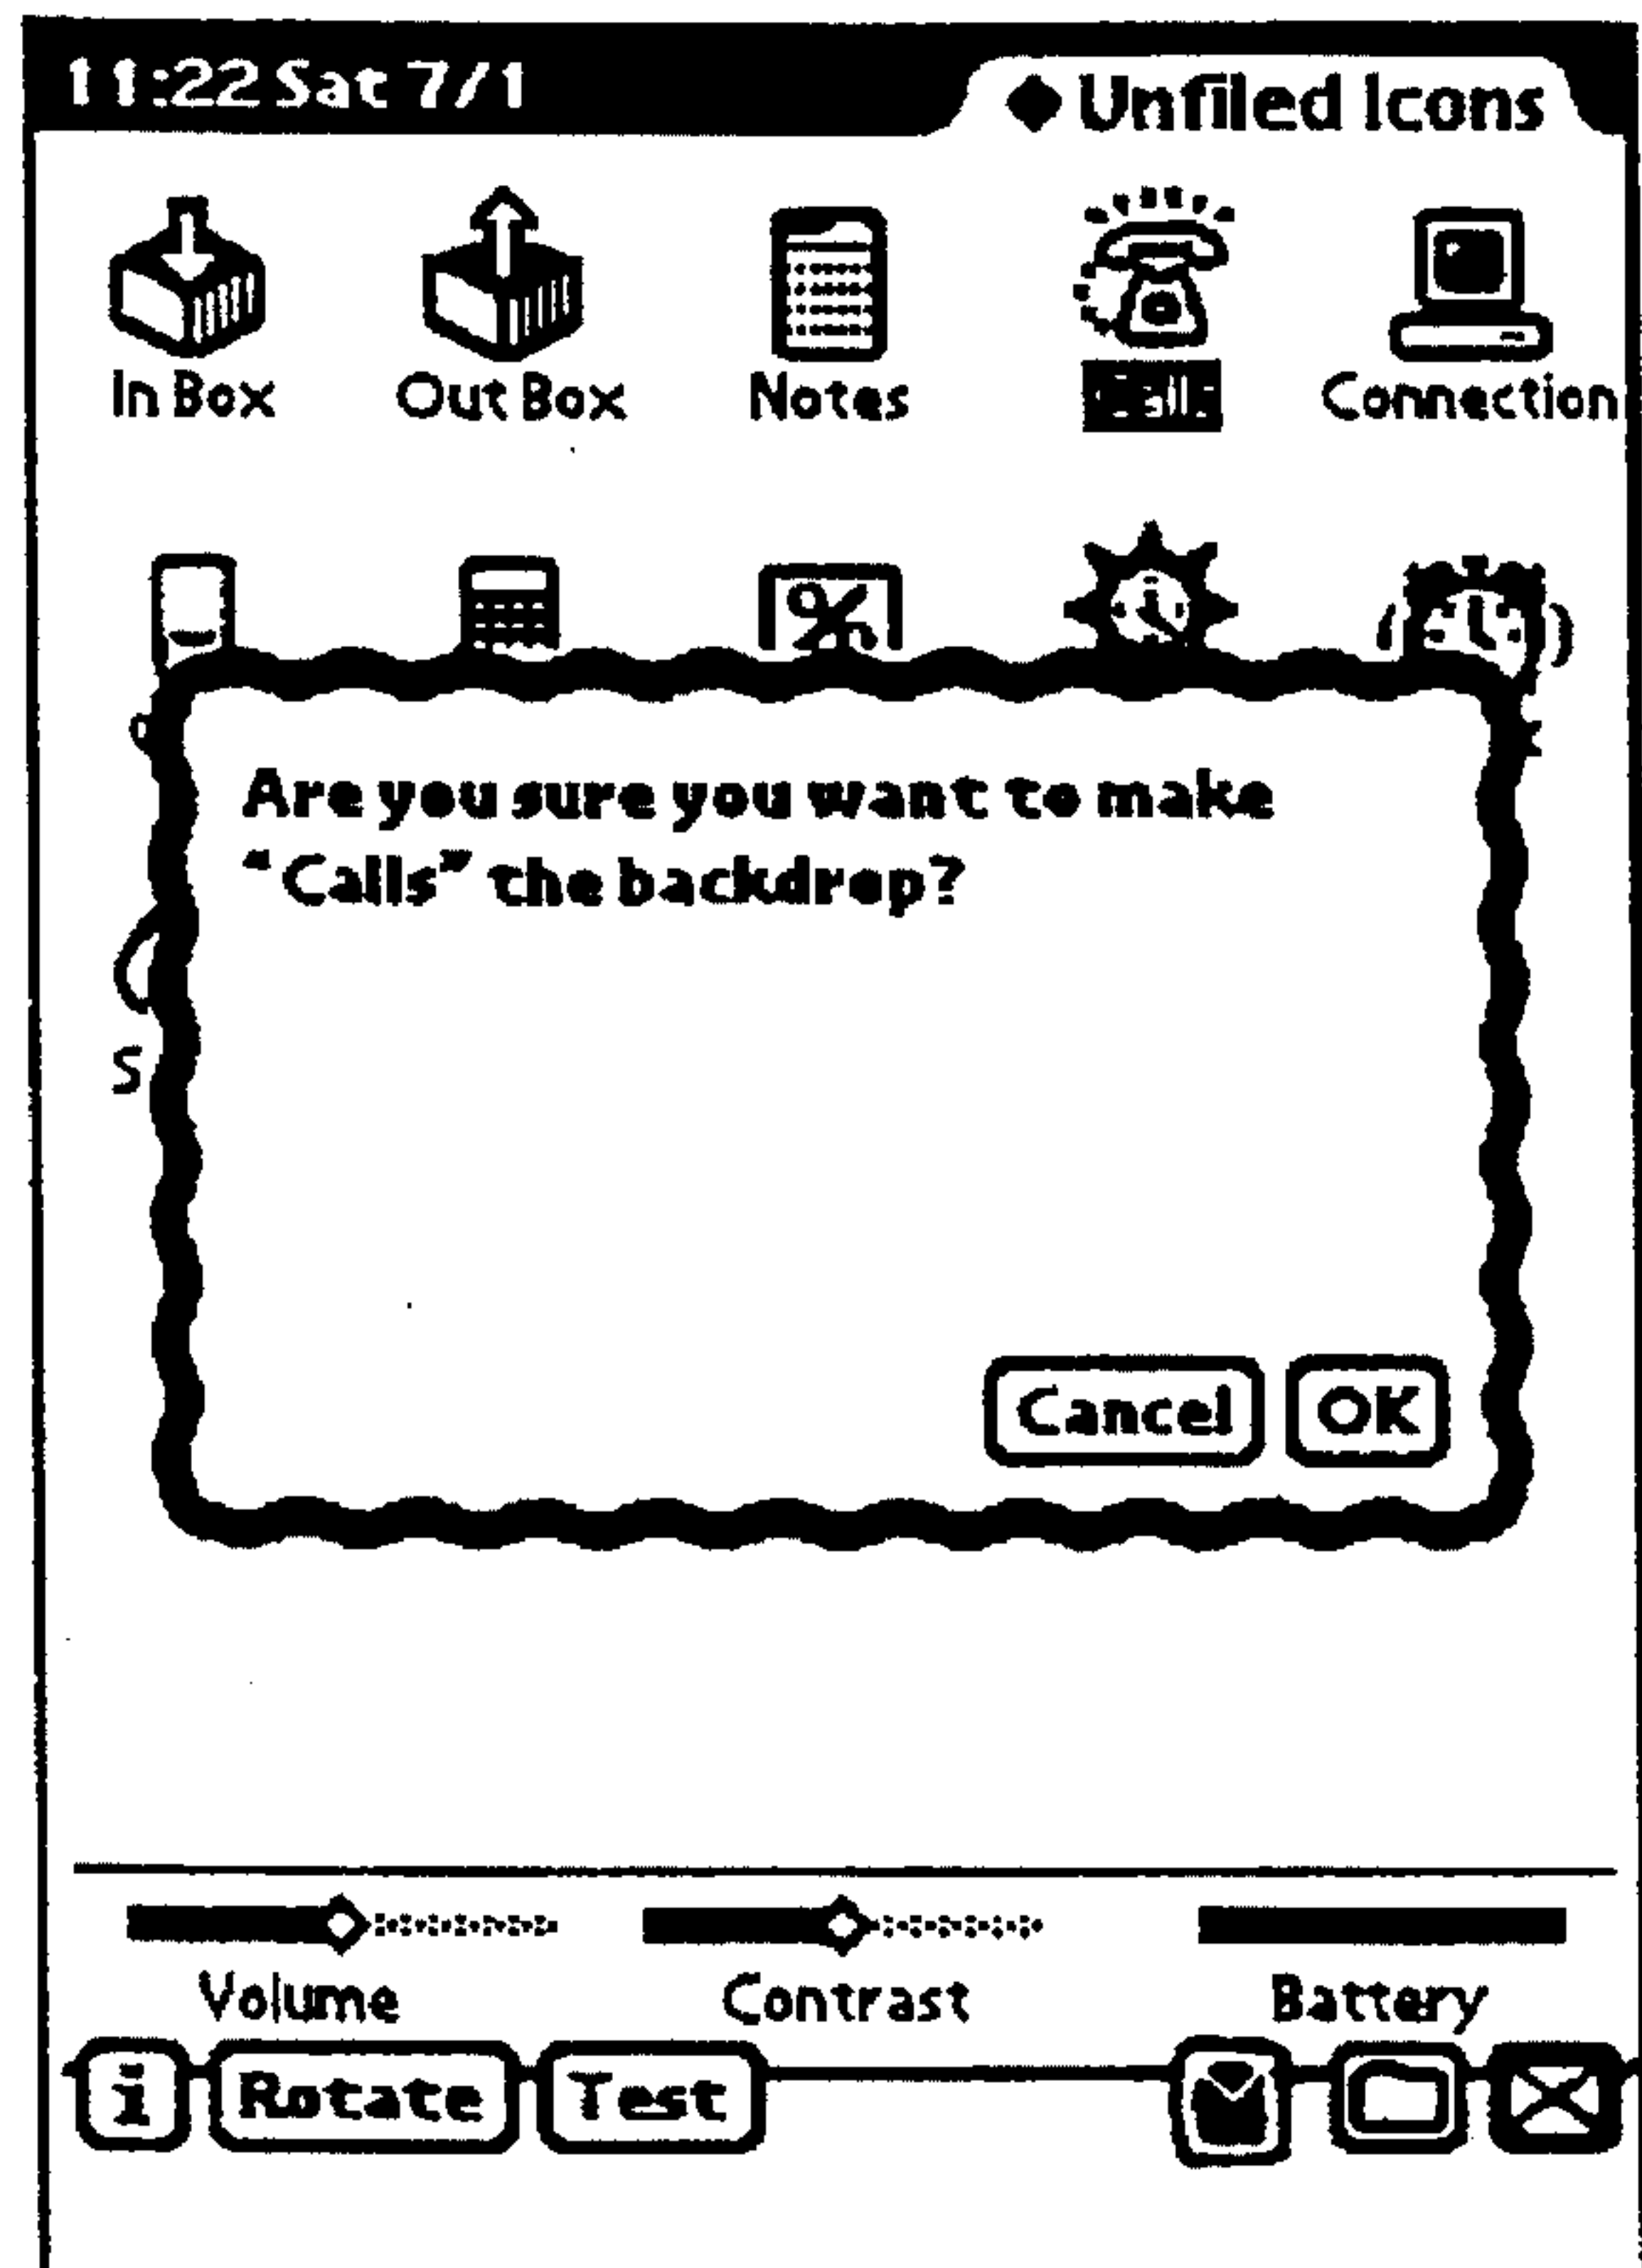 11:22 Sat 7/1
Unfiled Icons
In Box
Out Box
Notes
Calls
Connection
Are you sure you want to make
“Calls” the backdrop?
S
Cancel
OK
Volume
Contrast
Battery
i
Rotate
Test